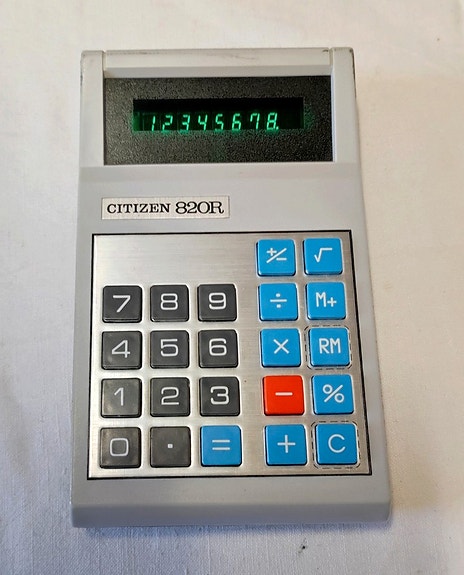 12345678.
CITIZEN 820R
+/− √
7 8 9 ÷ M+
4 5 6 × RM
1 2 3 − %
0 . = + C